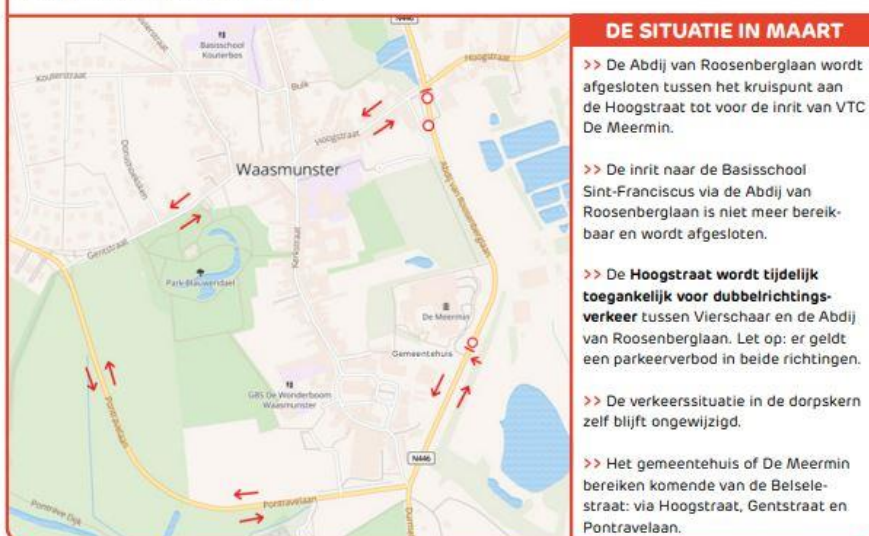 N446
Basisschool
Kouterbos
Kouterstraat
Hoogstraat
Bulk
Hoogstraat
Waasmunster
Abdij van Roosenberglaan
Gentstraat
Kerkstraat
Park Blauwendael
De Meermin
Gemeentehuis
GBS De Wonderboom
Waasmunster
Pontravelaan
N446
Pontravelaan
Pontrave Dijk
DE SITUATIE IN MAART
>> De Abdij van Roosenberglaan wordt
afgesloten tussen het kruispunt aan
de Hoogstraat tot voor de inrit van VTC
De Meermin.
>> De inrit naar de Basisschool
Sint-Franciscus via de Abdij van
Roosenberglaan is niet meer bereik-
baar en wordt afgesloten.
>> De Hoogstraat wordt tijdelijk
toegankelijk voor dubbelrichtings-
verkeer tussen Vierschaar en de Abdij
van Roosenberglaan. Let op: er geldt
een parkeerverbod in beide richtingen.
>> De verkeerssituatie in de dorpskern
zelf blijft ongewijzigd.
>> Het gemeentehuis of De Meermin
bereiken komende van de Belsele-
straat: via Hoogstraat, Gentstraat en
Pontravelaan.